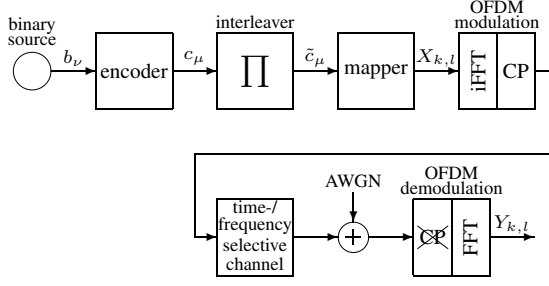 binary
source
b_ν
encoder
c_μ
interleaver
∏
c̃_μ
mapper
X_{k,l}
OFDM
modulation
iFFT
CP
time-/
frequency
selective
channel
AWGN
+
OFDM
demodulation
CP
FFT
Y_{k,l}